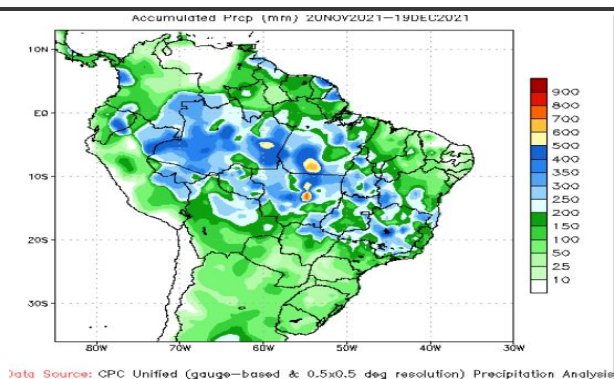 Accumulated Prcp (mm) 20NOV2021-19DEC2021
10N
EQ
10S
20S
30S
80W 70W 60W 50W 40W 30W
900
800
700
600
500
400
350
300
250
200
150
100
50
25
10
Data Source: CPC Unified (gauge-based & 0.5x0.5 deg resolution) Precipitation Analysis